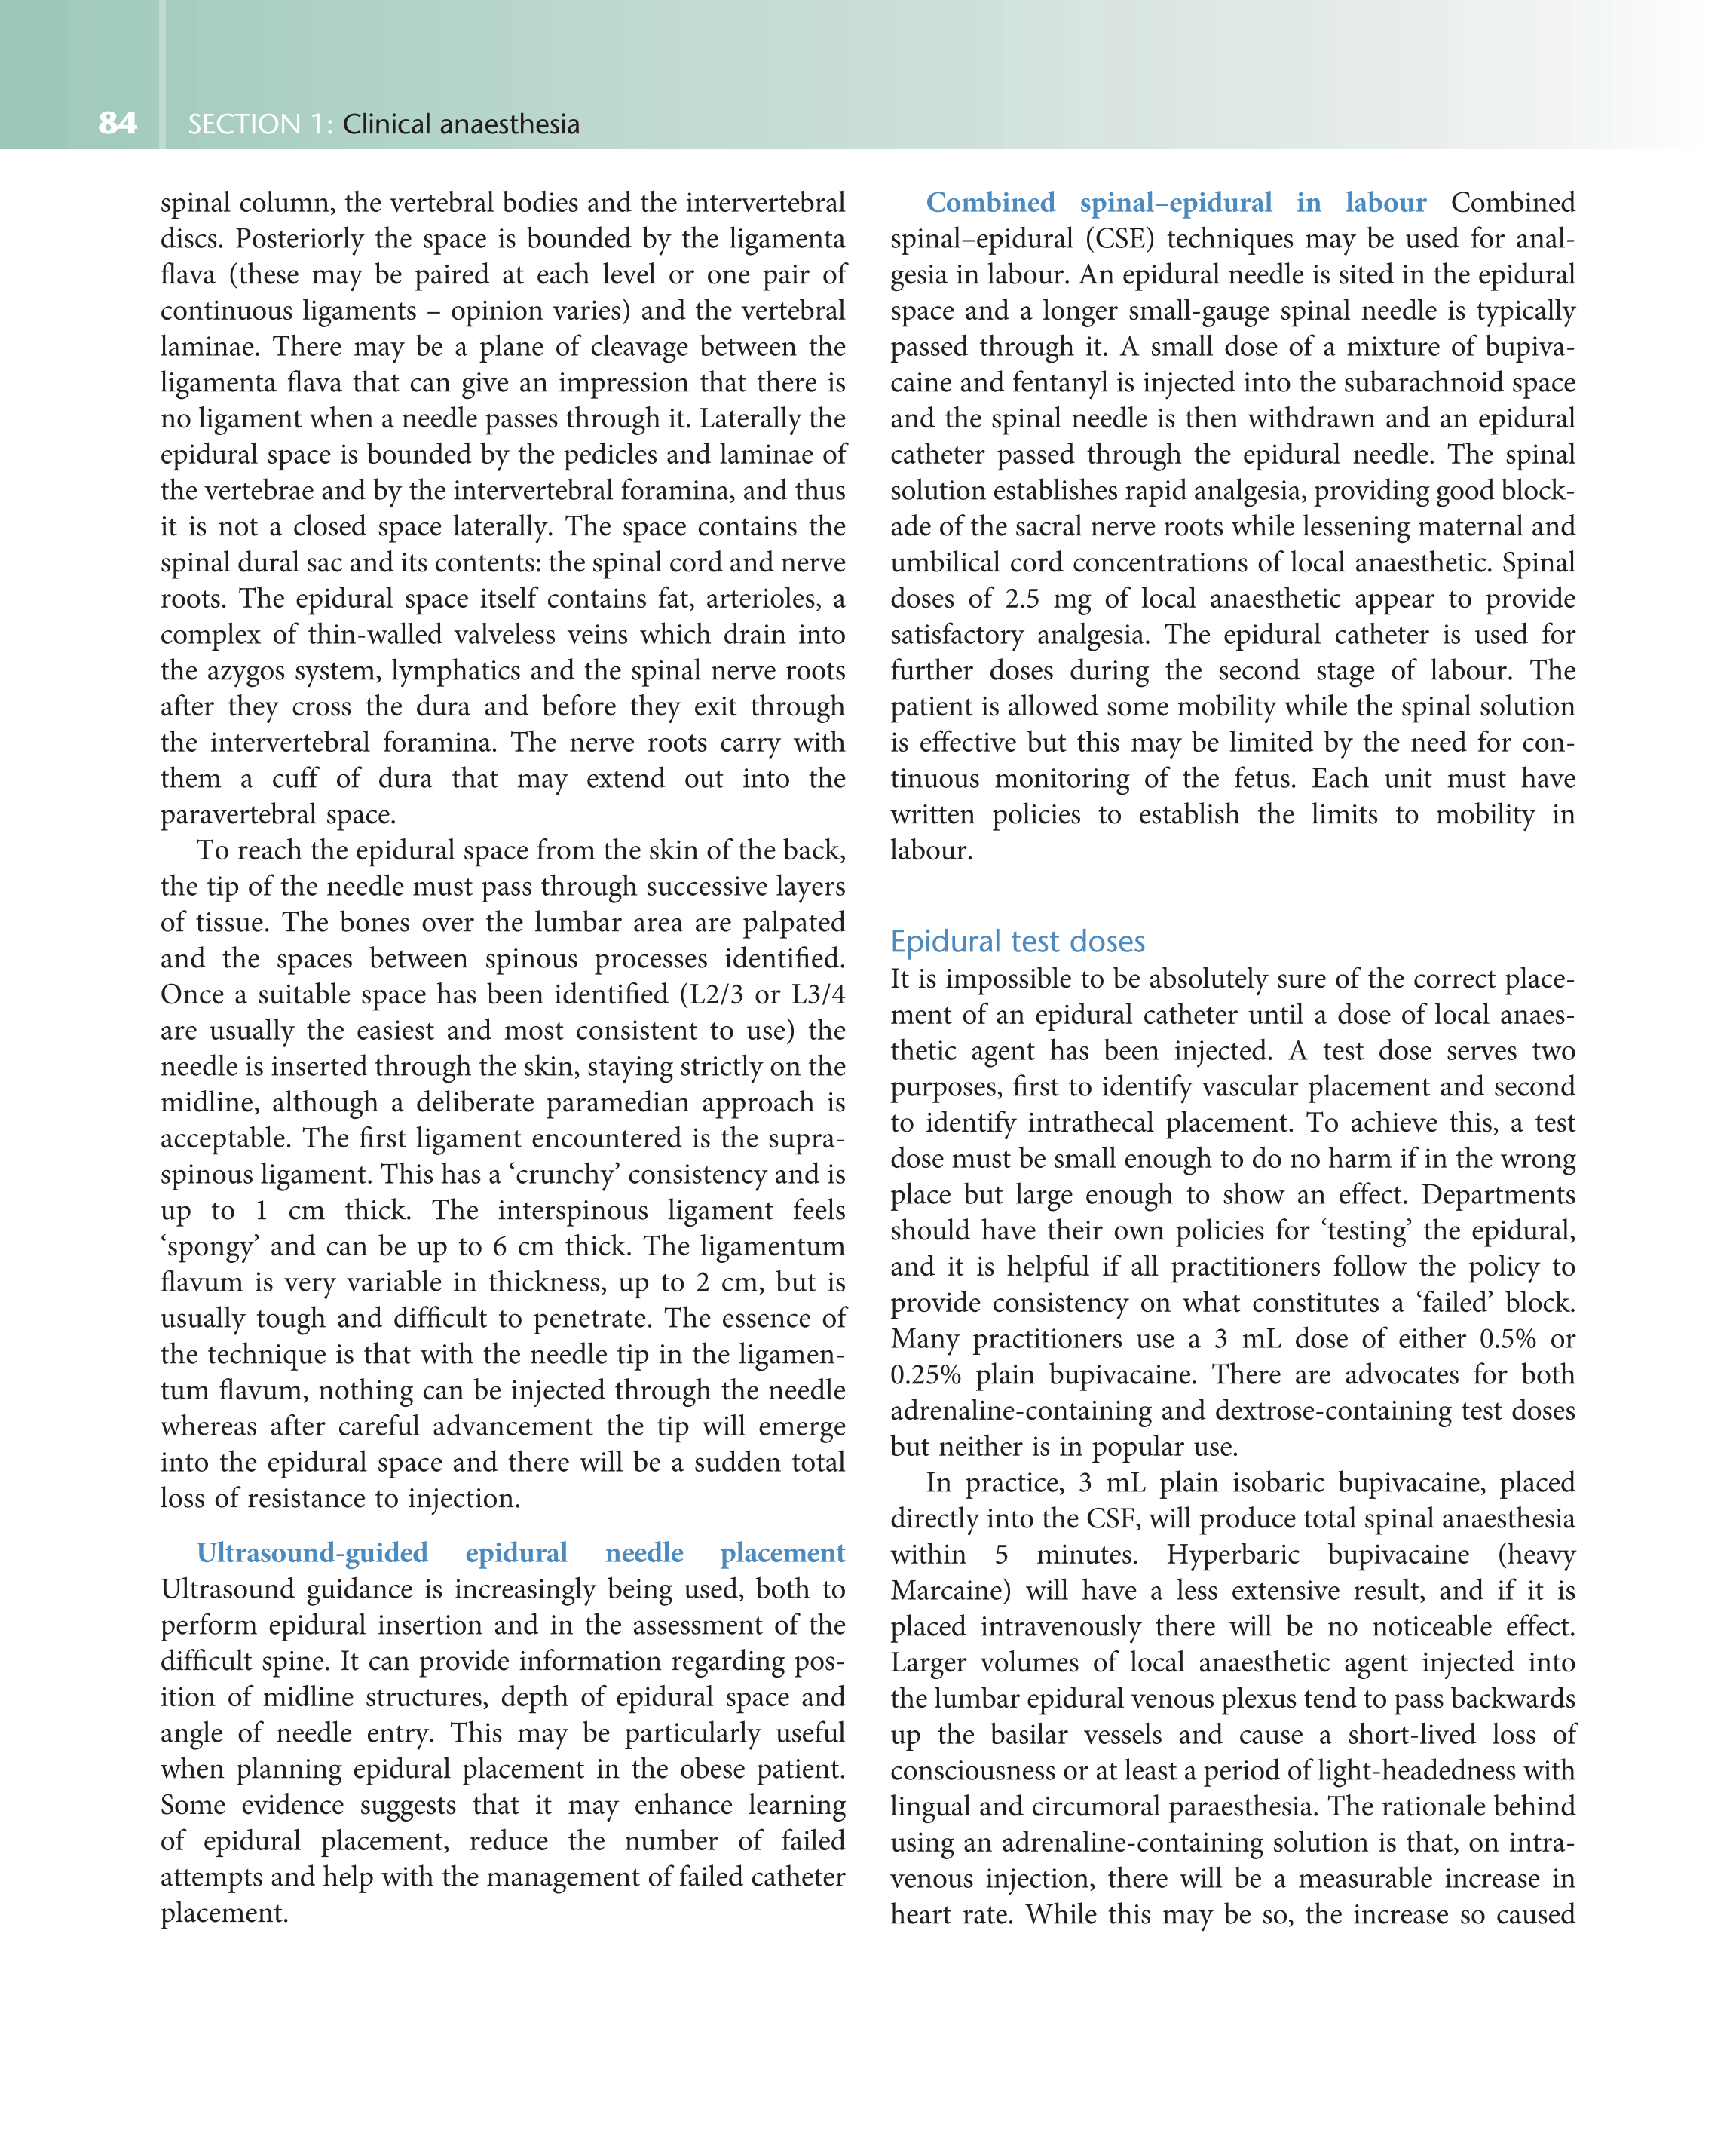 84 SECTION 1: Clinical anaesthesia
spinal column, the vertebral bodies and the intervertebral
discs. Posteriorly the space is bounded by the ligamenta
flava (these may be paired at each level or one pair of
continuous ligaments – opinion varies) and the vertebral
laminae. There may be a plane of cleavage between the
ligamenta flava that can give an impression that there is
no ligament when a needle passes through it. Laterally the
epidural space is bounded by the pedicles and laminae of
the vertebrae and by the intervertebral foramina, and thus
it is not a closed space laterally. The space contains the
spinal dural sac and its contents: the spinal cord and nerve
roots. The epidural space itself contains fat, arterioles, a
complex of thin-walled valveless veins which drain into
the azygos system, lymphatics and the spinal nerve roots
after they cross the dura and before they exit through
the intervertebral foramina. The nerve roots carry with
them a cuff of dura that may extend out into the
paravertebral space.
To reach the epidural space from the skin of the back,
the tip of the needle must pass through successive layers
of tissue. The bones over the lumbar area are palpated
and the spaces between spinous processes identified.
Once a suitable space has been identified (L2/3 or L3/4
are usually the easiest and most consistent to use) the
needle is inserted through the skin, staying strictly on the
midline, although a deliberate paramedian approach is
acceptable. The first ligament encountered is the supra-
spinous ligament. This has a ‘crunchy’ consistency and is
up to 1 cm thick. The interspinous ligament feels
‘spongy’ and can be up to 6 cm thick. The ligamentum
flavum is very variable in thickness, up to 2 cm, but is
usually tough and difficult to penetrate. The essence of
the technique is that with the needle tip in the ligamen-
tum flavum, nothing can be injected through the needle
whereas after careful advancement the tip will emerge
into the epidural space and there will be a sudden total
loss of resistance to injection.
Ultrasound-guided epidural needle placement
Ultrasound guidance is increasingly being used, both to
perform epidural insertion and in the assessment of the
difficult spine. It can provide information regarding pos-
ition of midline structures, depth of epidural space and
angle of needle entry. This may be particularly useful
when planning epidural placement in the obese patient.
Some evidence suggests that it may enhance learning
of epidural placement, reduce the number of failed
attempts and help with the management of failed catheter
placement.
Combined spinal–epidural in labour Combined
spinal–epidural (CSE) techniques may be used for anal-
gesia in labour. An epidural needle is sited in the epidural
space and a longer small-gauge spinal needle is typically
passed through it. A small dose of a mixture of bupiva-
caine and fentanyl is injected into the subarachnoid space
and the spinal needle is then withdrawn and an epidural
catheter passed through the epidural needle. The spinal
solution establishes rapid analgesia, providing good block-
ade of the sacral nerve roots while lessening maternal and
umbilical cord concentrations of local anaesthetic. Spinal
doses of 2.5 mg of local anaesthetic appear to provide
satisfactory analgesia. The epidural catheter is used for
further doses during the second stage of labour. The
patient is allowed some mobility while the spinal solution
is effective but this may be limited by the need for con-
tinuous monitoring of the fetus. Each unit must have
written policies to establish the limits to mobility in
labour.
Epidural test doses
It is impossible to be absolutely sure of the correct place-
ment of an epidural catheter until a dose of local anaes-
thetic agent has been injected. A test dose serves two
purposes, first to identify vascular placement and second
to identify intrathecal placement. To achieve this, a test
dose must be small enough to do no harm if in the wrong
place but large enough to show an effect. Departments
should have their own policies for ‘testing’ the epidural,
and it is helpful if all practitioners follow the policy to
provide consistency on what constitutes a ‘failed’ block.
Many practitioners use a 3 mL dose of either 0.5% or
0.25% plain bupivacaine. There are advocates for both
adrenaline-containing and dextrose-containing test doses
but neither is in popular use.
In practice, 3 mL plain isobaric bupivacaine, placed
directly into the CSF, will produce total spinal anaesthesia
within 5 minutes. Hyperbaric bupivacaine (heavy
Marcaine) will have a less extensive result, and if it is
placed intravenously there will be no noticeable effect.
Larger volumes of local anaesthetic agent injected into
the lumbar epidural venous plexus tend to pass backwards
up the basilar vessels and cause a short-lived loss of
consciousness or at least a period of light-headedness with
lingual and circumoral paraesthesia. The rationale behind
using an adrenaline-containing solution is that, on intra-
venous injection, there will be a measurable increase in
heart rate. While this may be so, the increase so caused